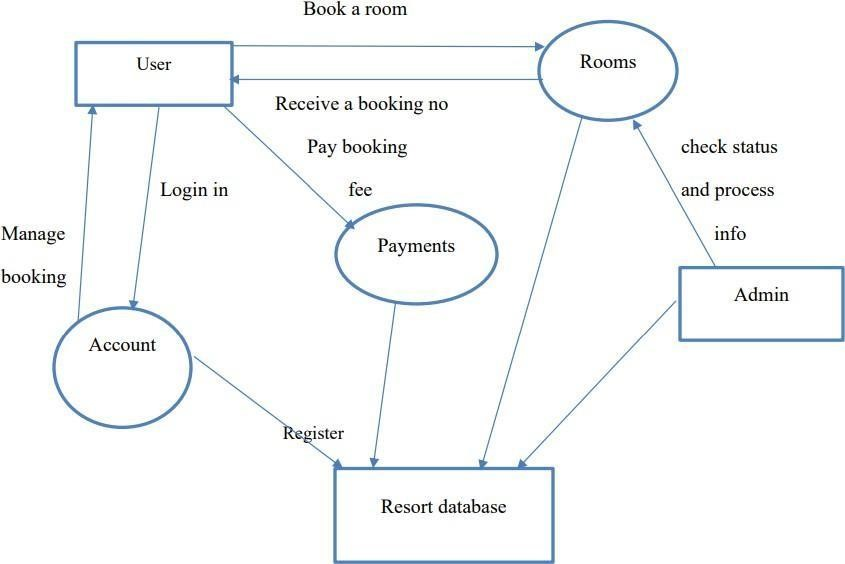 Book a room
User
Rooms
Receive a booking no
Pay booking
fee
check status
and process
info
Login in
Manage
booking
Payments
Admin
Account
Register
Resort database